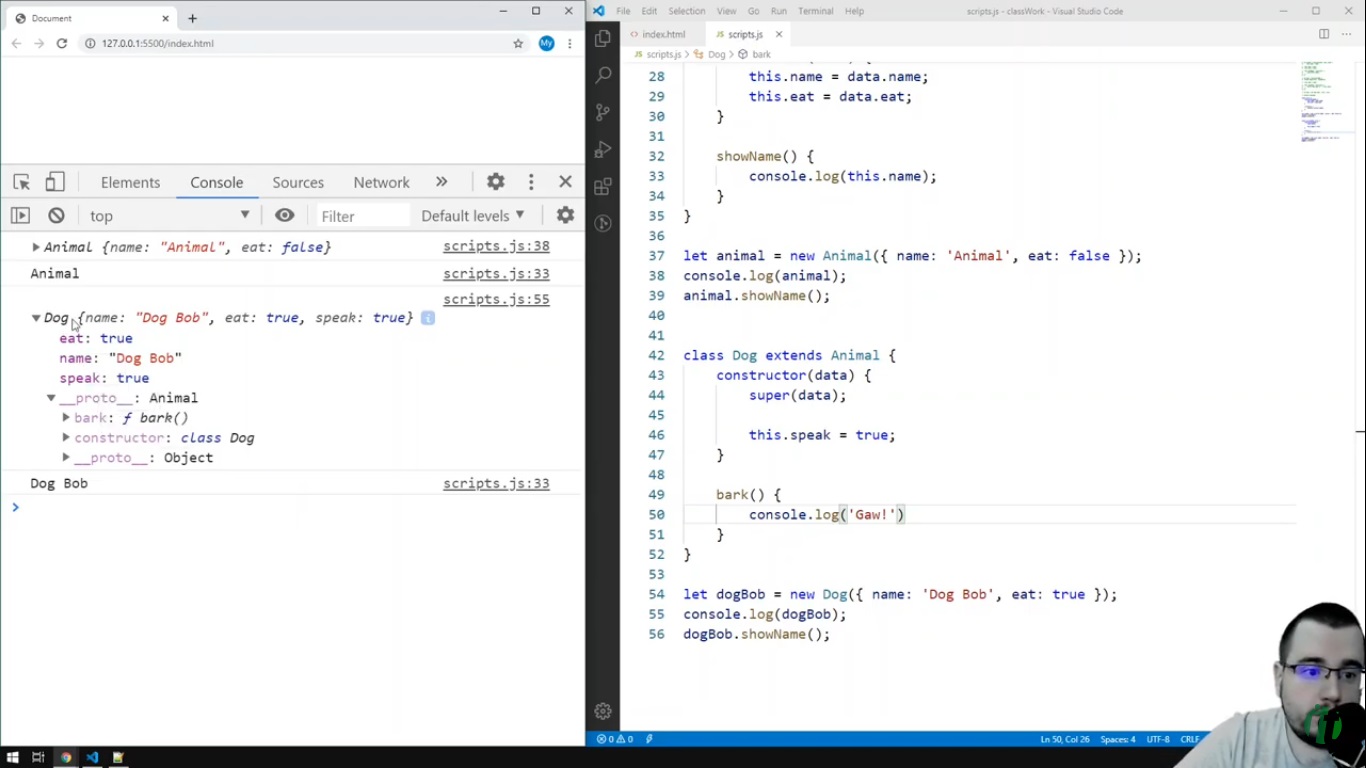 Document
127.0.0.1:5500/index.html
My
Elements Console Sources Network »
top Filter Default levels ▼
Animal {name: "Animal", eat: false} scripts.js:38
Animal scripts.js:33
scripts.js:55
Dog {name: "Dog Bob", eat: true, speak: true} i
eat: true
name: "Dog Bob"
speak: true
__proto__: Animal
bark: ƒ bark()
constructor: class Dog
__proto__: Object
Dog Bob scripts.js:33
>
File Edit Selection View Go Run Terminal Help scripts.js - classWork - Visual Studio Code
<> index.html JS scripts.js
JS scripts.js > Dog > bark
28 this.name = data.name;
29 this.eat = data.eat;
30 }
31
32 showName() {
33 console.log(this.name);
34 }
35 }
36
37 let animal = new Animal({ name: 'Animal', eat: false });
38 console.log(animal);
39 animal.showName();
40
41
42 class Dog extends Animal {
43 constructor(data) {
44 super(data);
45
46 this.speak = true;
47 }
48
49 bark() {
50 console.log('Gaw!')
51 }
52 }
53
54 let dogBob = new Dog({ name: 'Dog Bob', eat: true });
55 console.log(dogBob);
56 dogBob.showName();
0 0 Ln 50, Col 26 Spaces: 4 UTF-8 CRLF